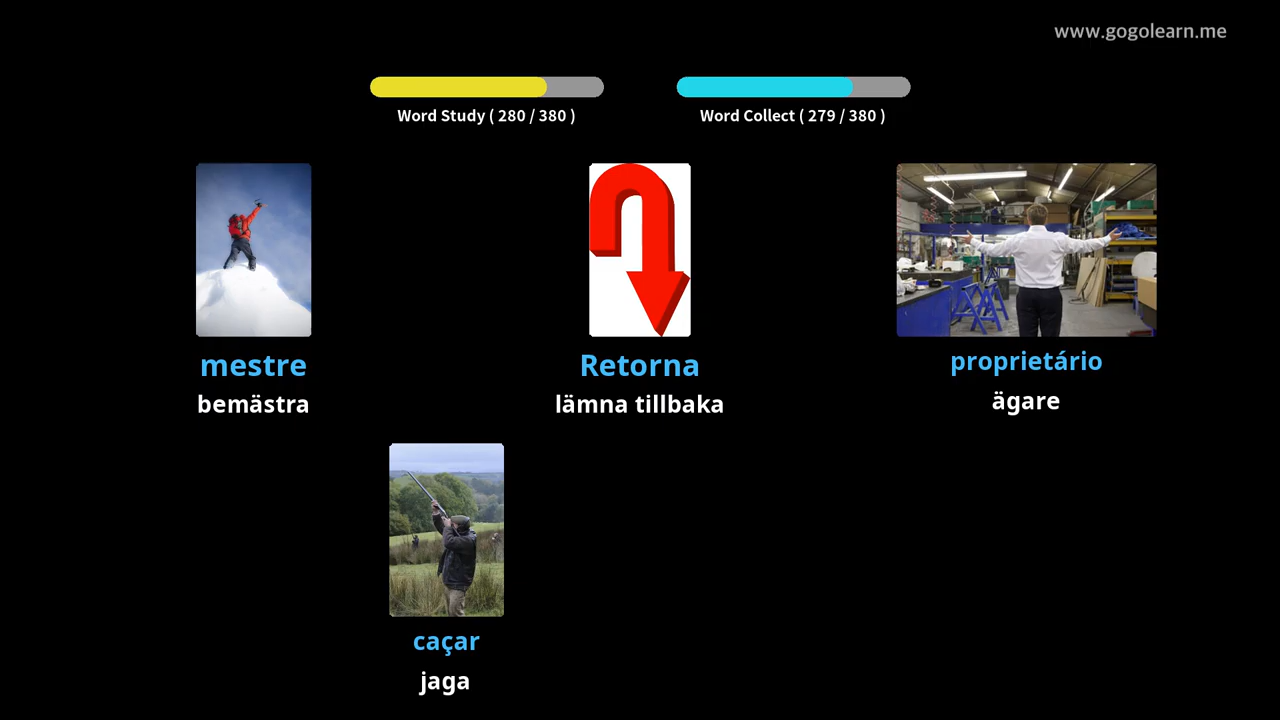 www.gogolearn.me
Word Study ( 280 / 380 )
Word Collect ( 279 / 380 )
mestre
bemästra
Retorna
lämna tillbaka
proprietário
ägare
caçar
jaga